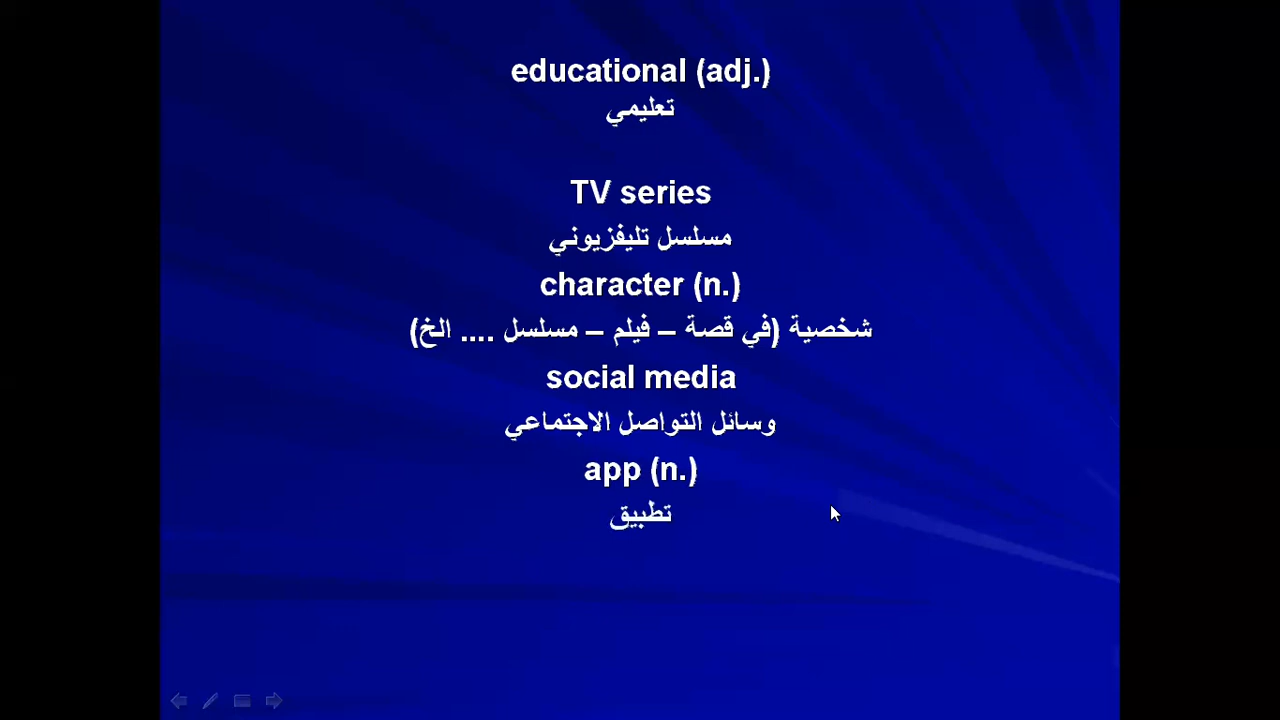 educational (adj.)
تعليمي
TV series
مسلسل تليفزيوني
character (n.)
شخصية (في قصة – فيلم – مسلسل .... الخ)
social media
وسائل التواصل الاجتماعي
app (n.)
تطبيق